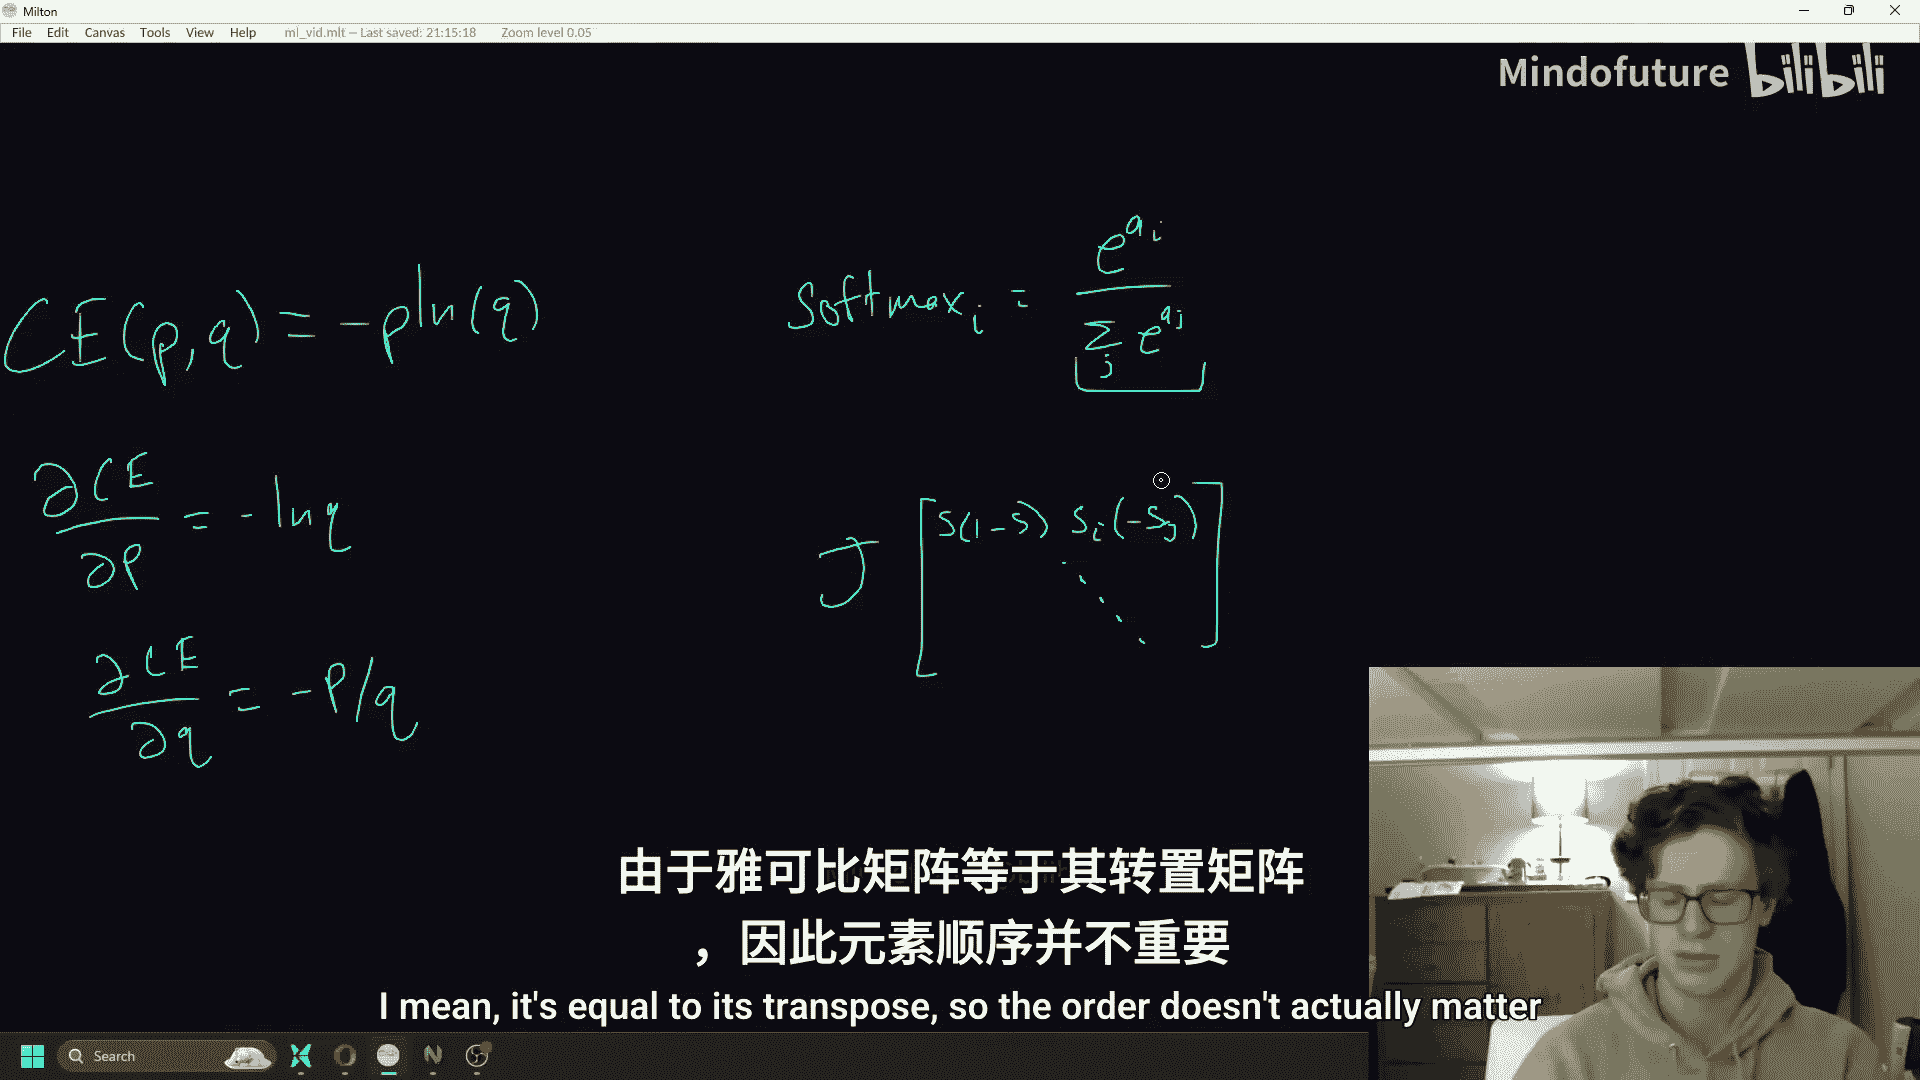 Milton
File Edit Canvas Tools View Help ml_vid.mlt – Last saved: 21:15:18 Zoom level 0.05
Mindofuture bilibili
CE(p,q) = -p ln(q)
∂CE/∂P = - ln q
∂CE/∂q = - P/q
Softmax_i = e^{a_i} / Σ_j e^{a_j}
J [ S(1-S) S_i(-S_j) ]
由于雅可比矩阵等于其转置矩阵
，因此元素顺序并不重要
I mean, it's equal to its transpose, so the order doesn't actually matter
Search